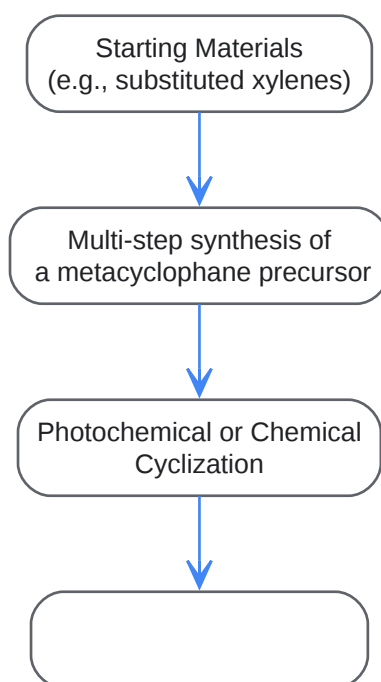 Starting Materials
(e.g., substituted xylenes)
Multi-step synthesis of
a metacyclophane precursor
Photochemical or Chemical
Cyclization